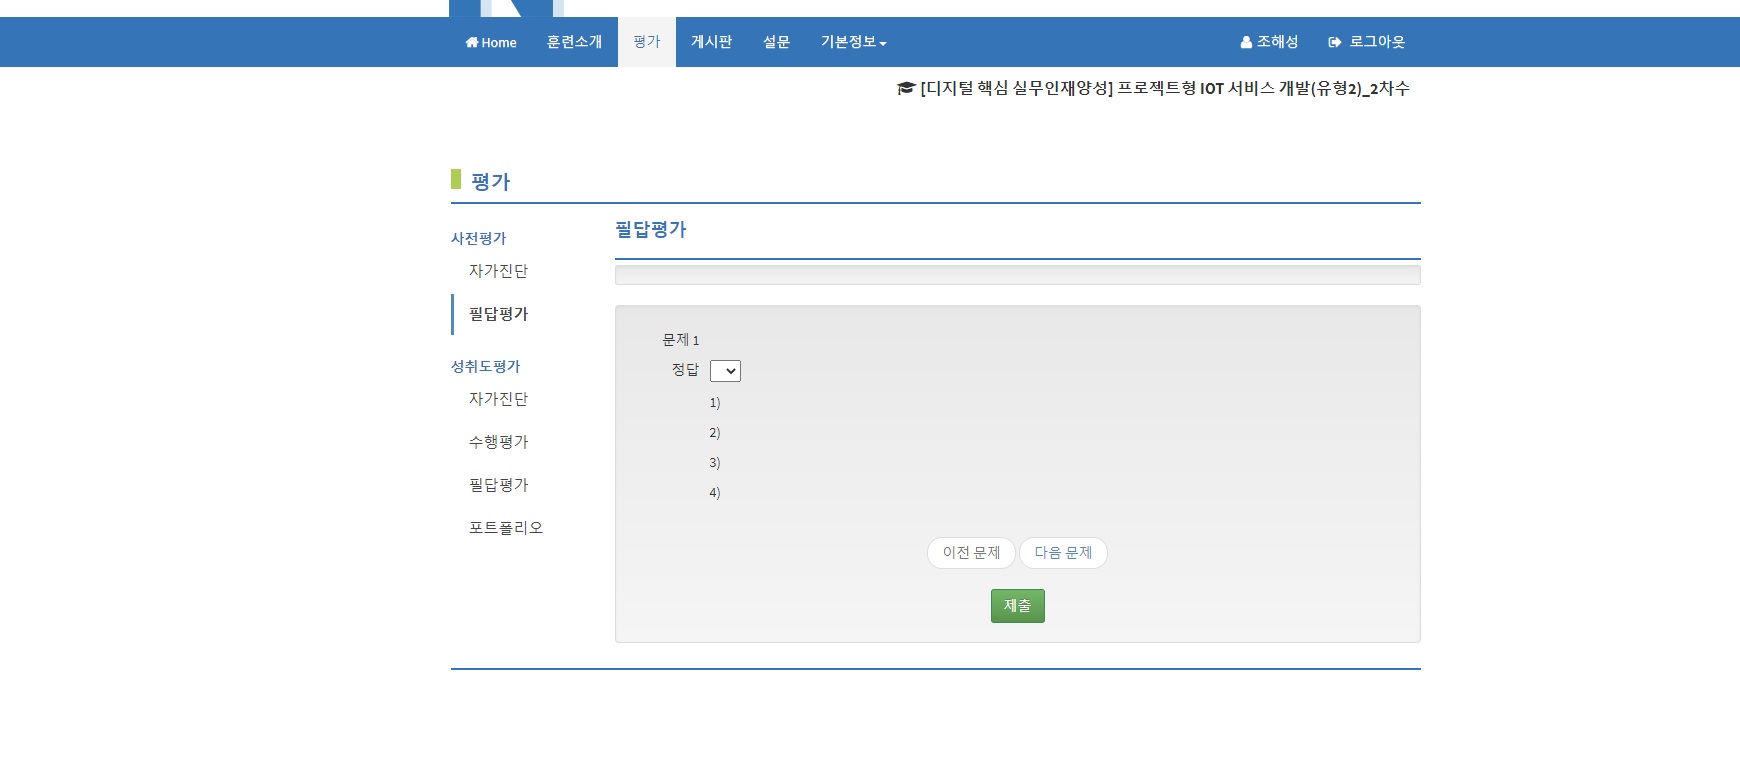 Home 훈련소개 평가 게시판 설문 기본정보 조해성 로그아웃
[디지털 핵심 실무인재양성] 프로젝트형 IOT 서비스 개발(유형2)_2차수
평가
사전평가
자가진단
필답평가
성취도평가
자가진단
수행평가
필답평가
포트폴리오
필답평가
문제 1
정답
1)
2)
3)
4)
이전 문제 다음 문제
제출